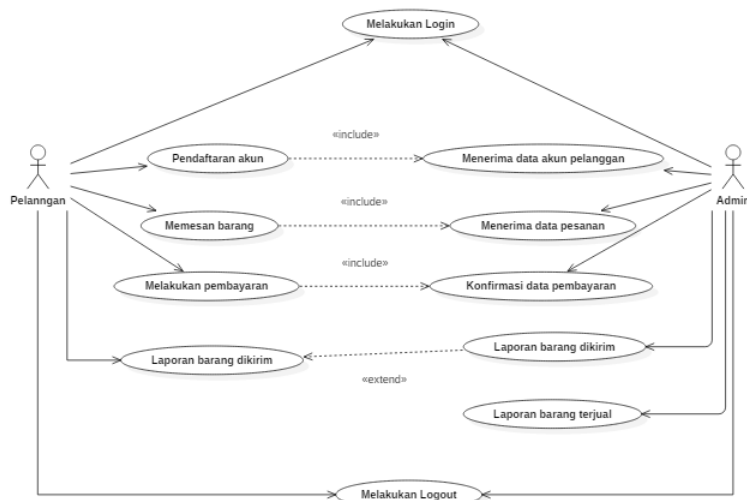 Melakukan Login
«include»
Pendaftaran akun
Menerima data akun pelanggan
Pelanngan
Admin
«include»
Memesan barang
Menerima data pesanan
«include»
Melakukan pembayaran
Konfirmasi data pembayaran
Laporan barang dikirim
Laporan barang dikirim
«extend»
Laporan barang terjual
Melakukan Logout